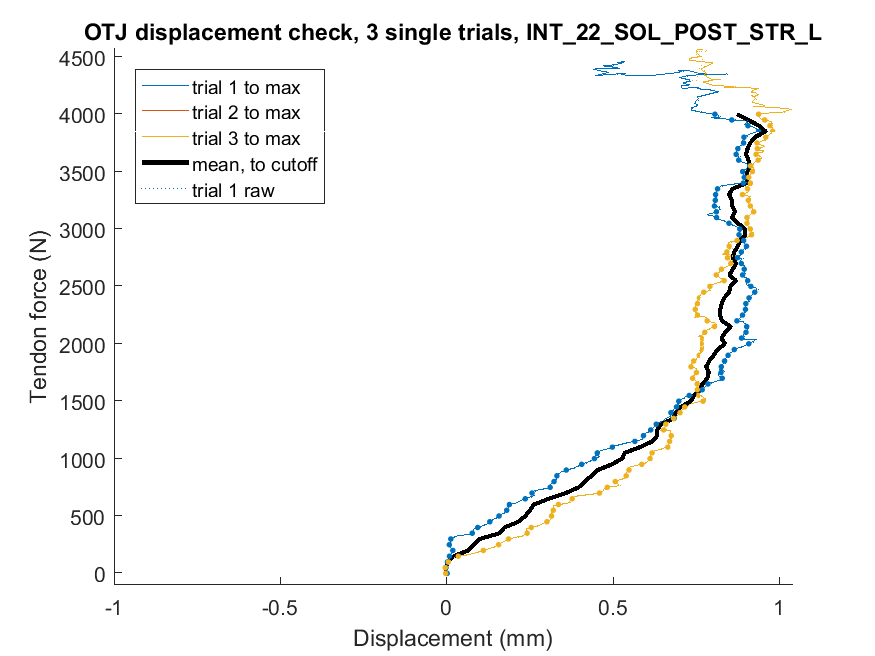 OTJ displacement check, 3 single trials, INT_22_SOL_POST_STR_L
4500
4000
3500
3000
2500
2000
1500
1000
500
0
Tendon force (N)
trial 1 to max
trial 2 to max
trial 3 to max
mean, to cutoff
trial 1 raw
-1
-0.5
0
0.5
1
Displacement (mm)